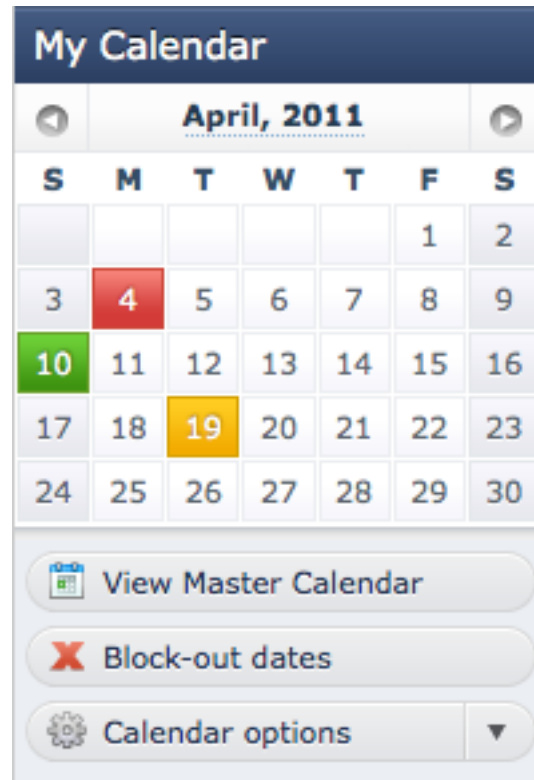 My Calendar
April, 2011
S M T W T F S
1 2
3 4 5 6 7 8 9
10 11 12 13 14 15 16
17 18 19 20 21 22 23
24 25 26 27 28 29 30
View Master Calendar
Block-out dates
Calendar options